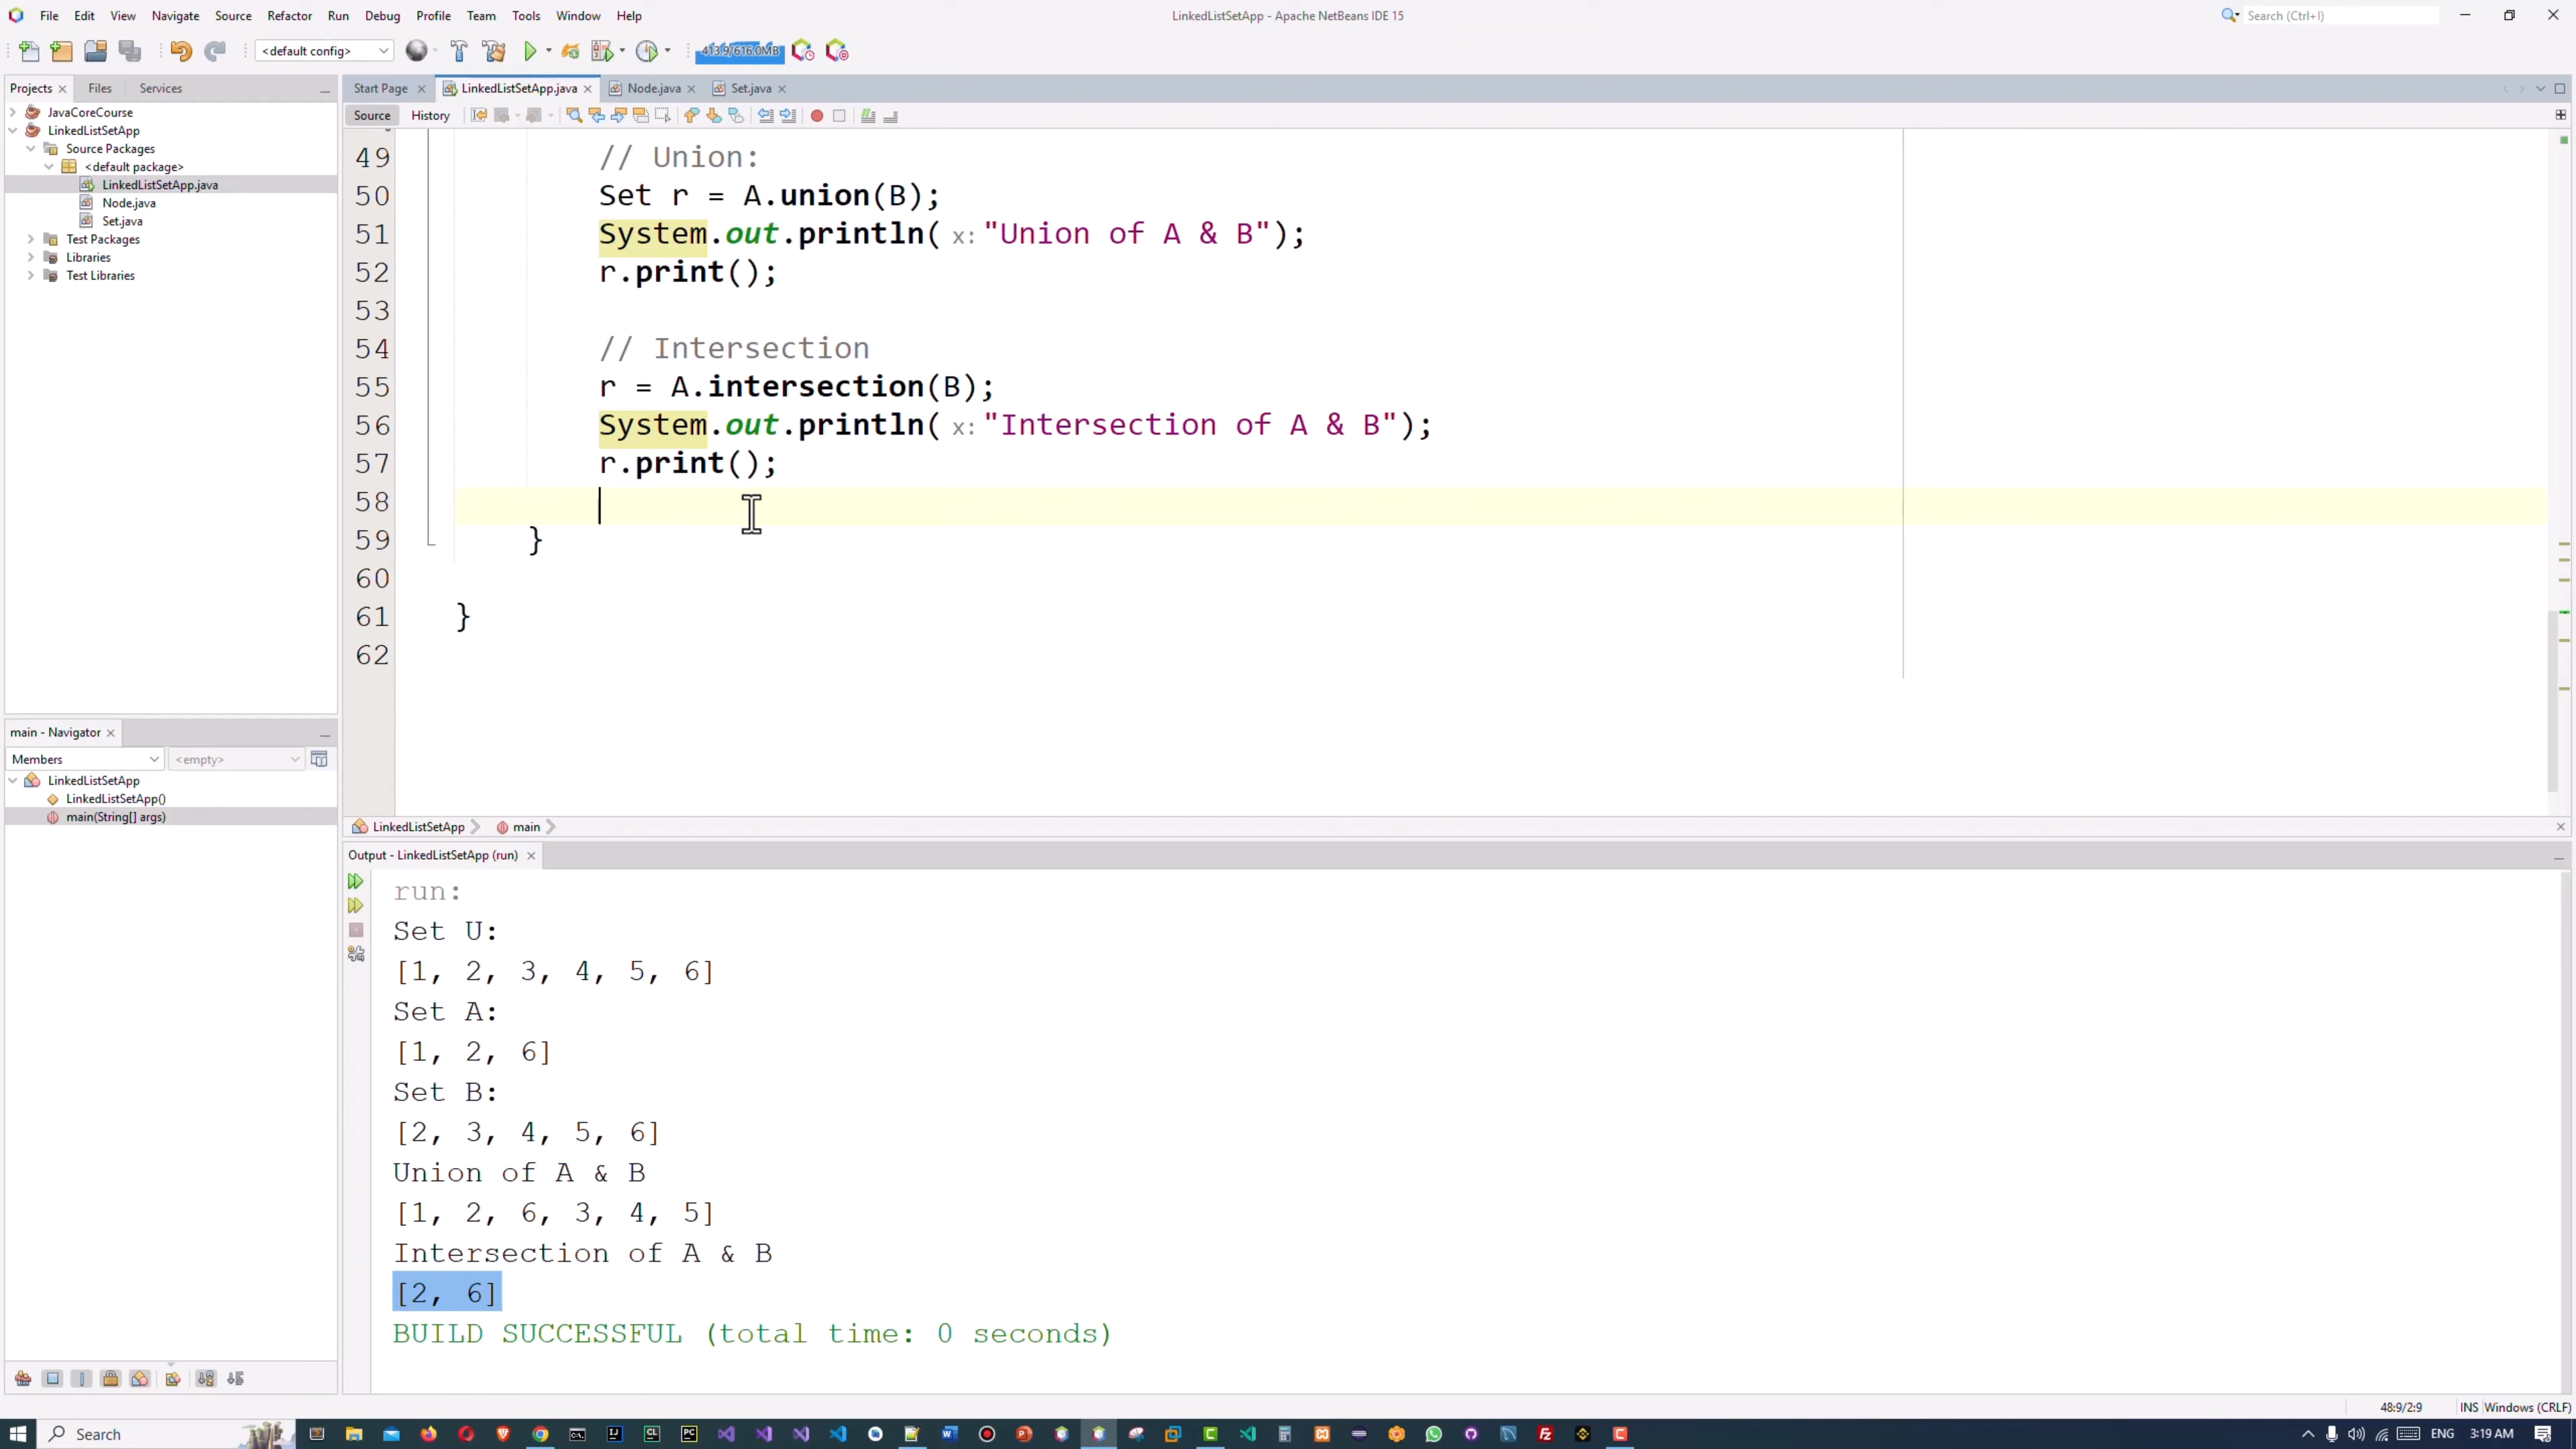 File Edit View Navigate Source Refactor Run Debug Profile Team Tools Window Help
LinkedListSetApp - Apache NetBeans IDE 15
Search (Ctrl+I)
<default config>
413.9/616.0MB
Projects Files Services
JavaCoreCourse
LinkedListSetApp
Source Packages
<default package>
LinkedListSetApp.java
Node.java
Set.java
Test Packages
Libraries
Test Libraries
Start Page LinkedListSetApp.java Node.java Set.java
Source History
49 // Union:
50 Set r = A.union(B);
51 System.out.println( x: "Union of A & B");
52 r.print();
53
54 // Intersection
55 r = A.intersection(B);
56 System.out.println( x: "Intersection of A & B");
57 r.print();
58
59 }
60
61 }
62
main - Navigator
Members <empty>
LinkedListSetApp
LinkedListSetApp()
main(String[] args)
LinkedListSetApp main
Output - LinkedListSetApp (run)
run:
Set U:
[1, 2, 3, 4, 5, 6]
Set A:
[1, 2, 6]
Set B:
[2, 3, 4, 5, 6]
Union of A & B
[1, 2, 6, 3, 4, 5]
Intersection of A & B
[2, 6]
BUILD SUCCESSFUL (total time: 0 seconds)
48:9/2:9 INS Windows (CRLF)
Search
ENG 3:19 AM